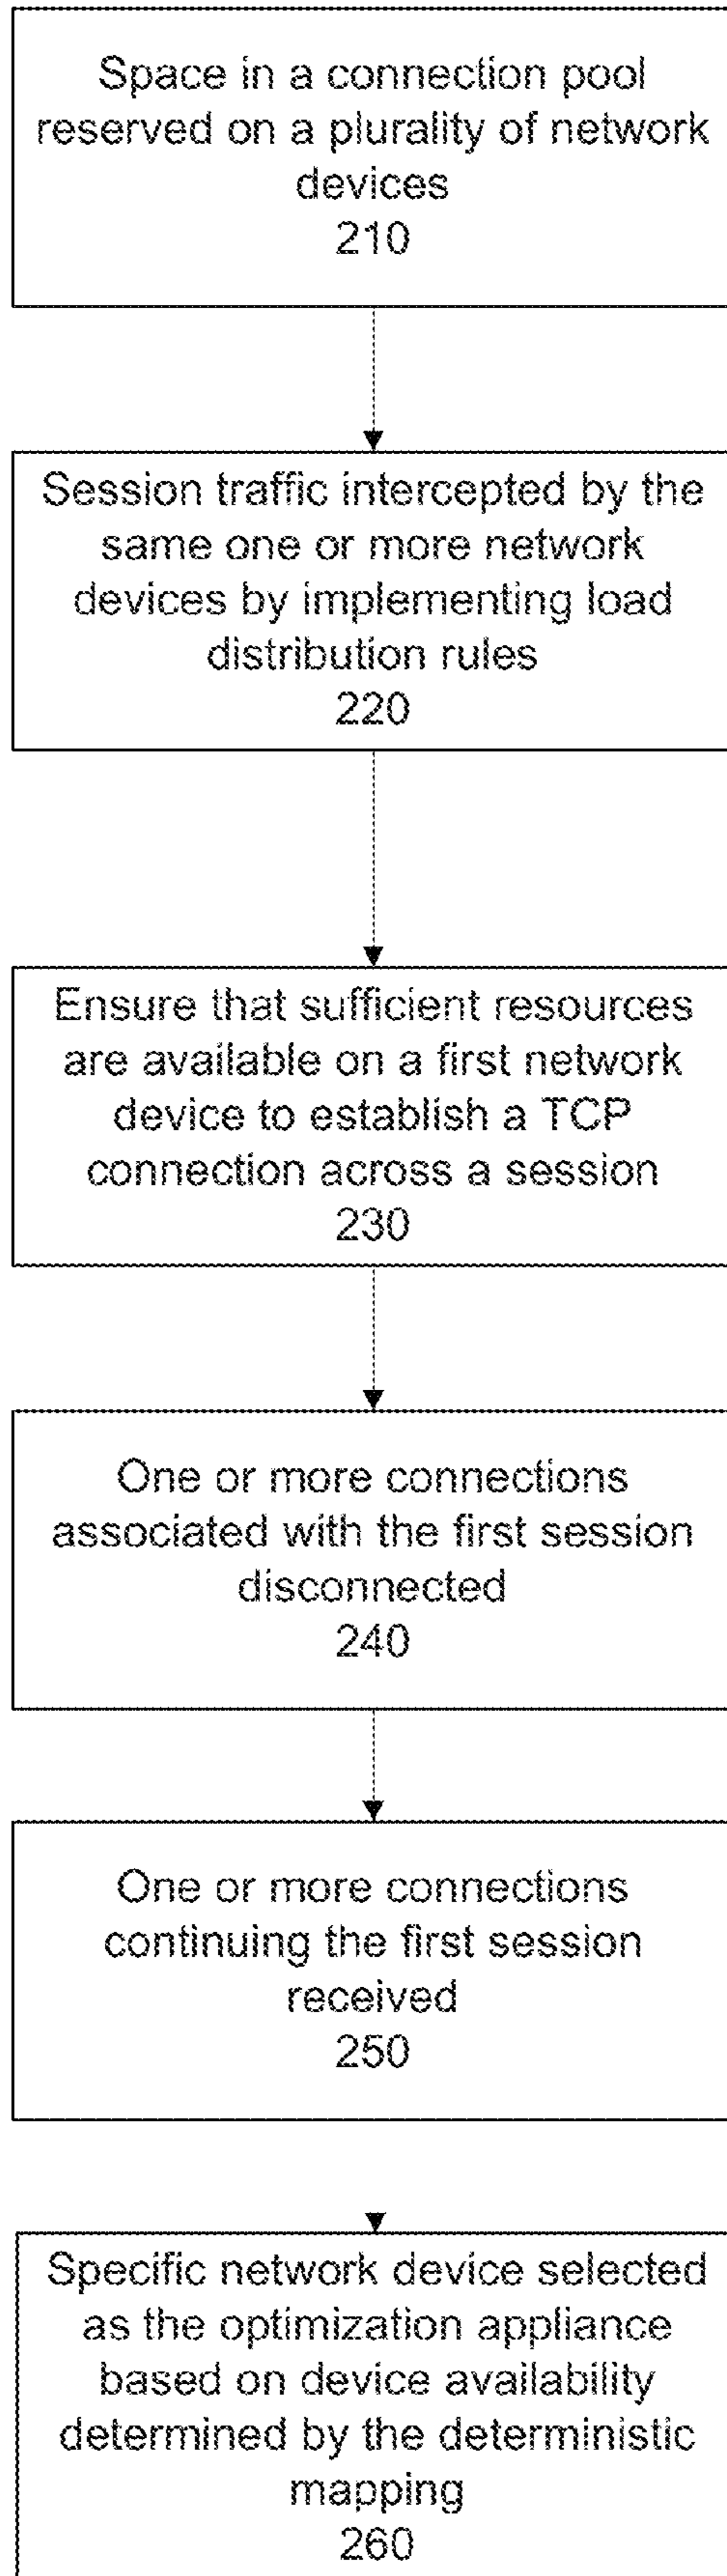 Space in a connection pool
reserved on a plurality of network
devices
210
Session traffic intercepted by the
same one or more network
devices by implementing load
distribution rules
220
Ensure that sufficient resources
are available on a first network
device to establish a TCP
connection across a session
230
One or more connections
associated with the first session
disconnected
240
One or more connections
continuing the first session
received
250
Specific network device selected
as the optimization appliance
based on device availability
determined by the deterministic
mapping
260